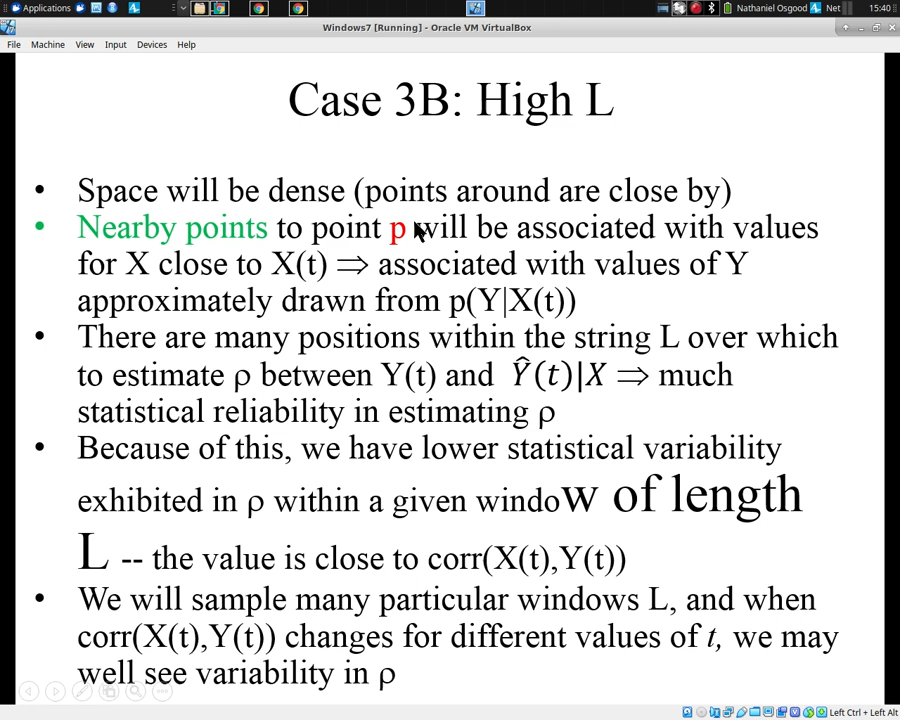 Applications
Nathaniel Osgood
Net
15:40
Windows7 [Running] - Oracle VM VirtualBox
File Machine View Input Devices Help
Case 3B: High L
• Space will be dense (points around are close by)
• Nearby points to point p will be associated with values
for X close to X(t) ⇒ associated with values of Y
approximately drawn from p(Y|X(t))
• There are many positions within the string L over which
to estimate ρ between Y(t) and Ŷ(t)|X ⇒ much
statistical reliability in estimating ρ
• Because of this, we have lower statistical variability
exhibited in ρ within a given window of length
L -- the value is close to corr(X(t),Y(t))
• We will sample many particular windows L, and when
corr(X(t),Y(t)) changes for different values of t, we may
well see variability in ρ
Left Ctrl + Left Alt